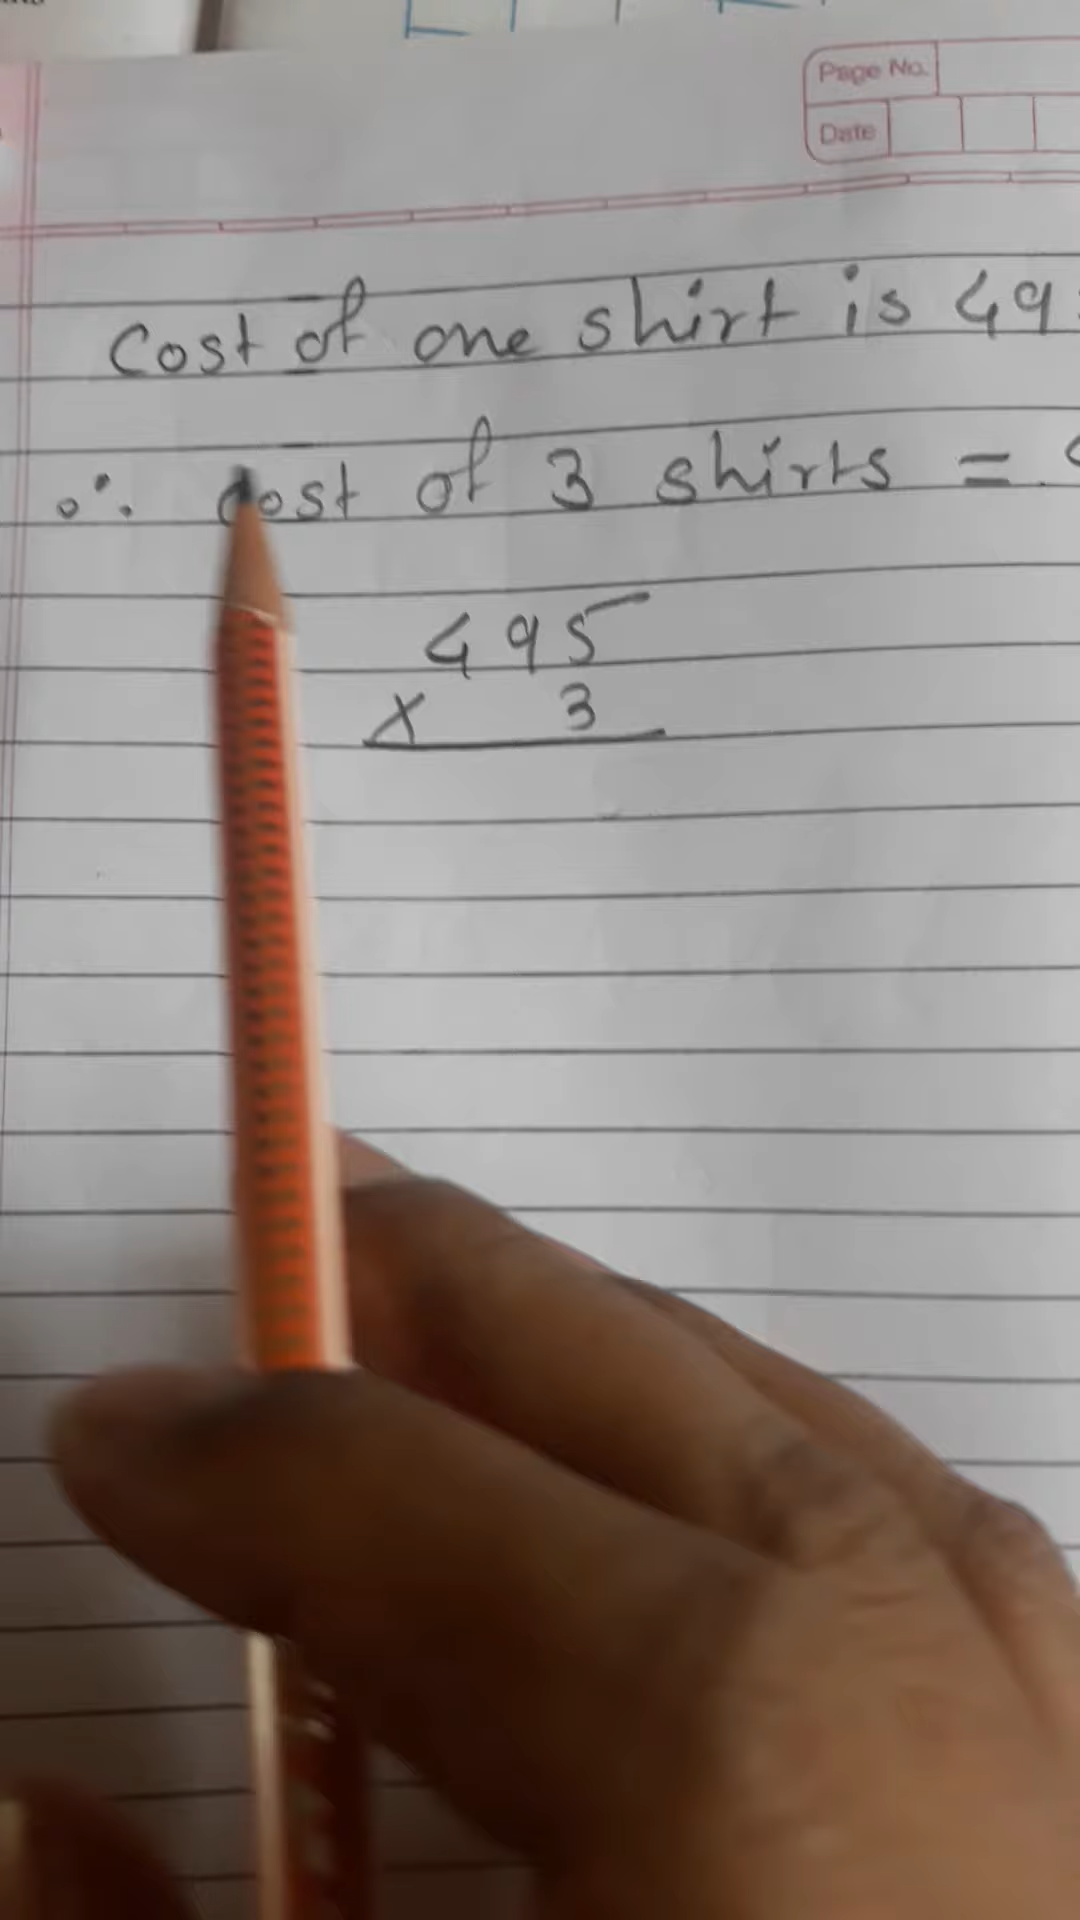 Page No.
Date
Cost of one shirt is 49
∴ Cost of 3 shirts =
495
× 3